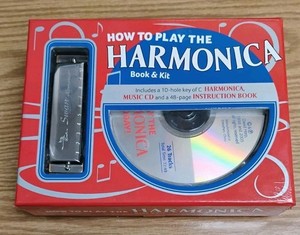 HOW TO PLAY THE
HARMONICA
Book & Kit
Includes a 10-hole key of C HARMONICA,
MUSIC CD and a 48-page INSTRUCTION BOOK
HARMONICA
HOW TO PLAY THE HARMONICA